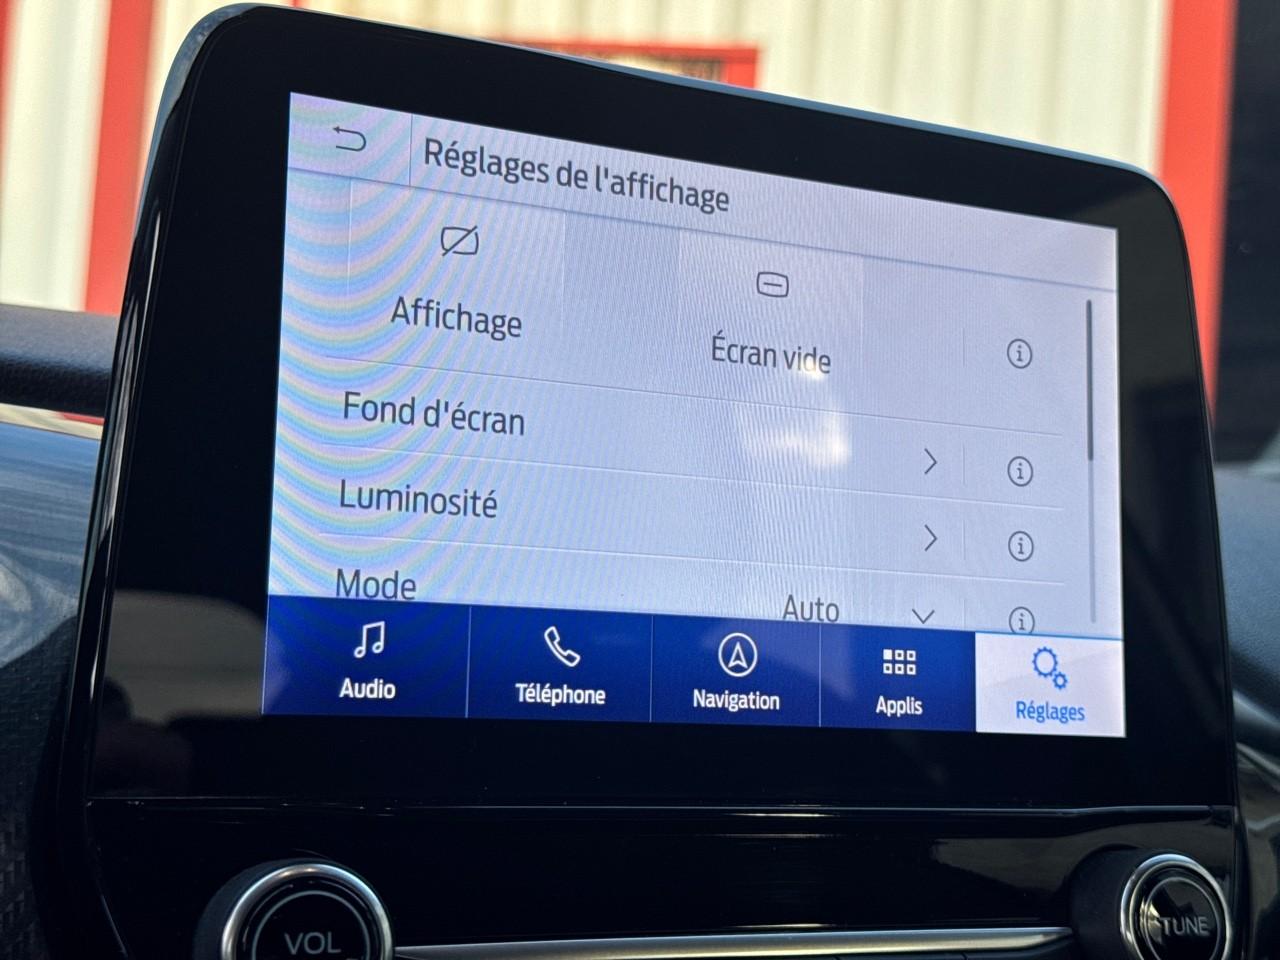 Réglages de l'affichage
Affichage
Écran vide
Fond d'écran
Luminosité
Mode
Auto
Audio
Téléphone
Navigation
Applis
Réglages
VOL
TUNE